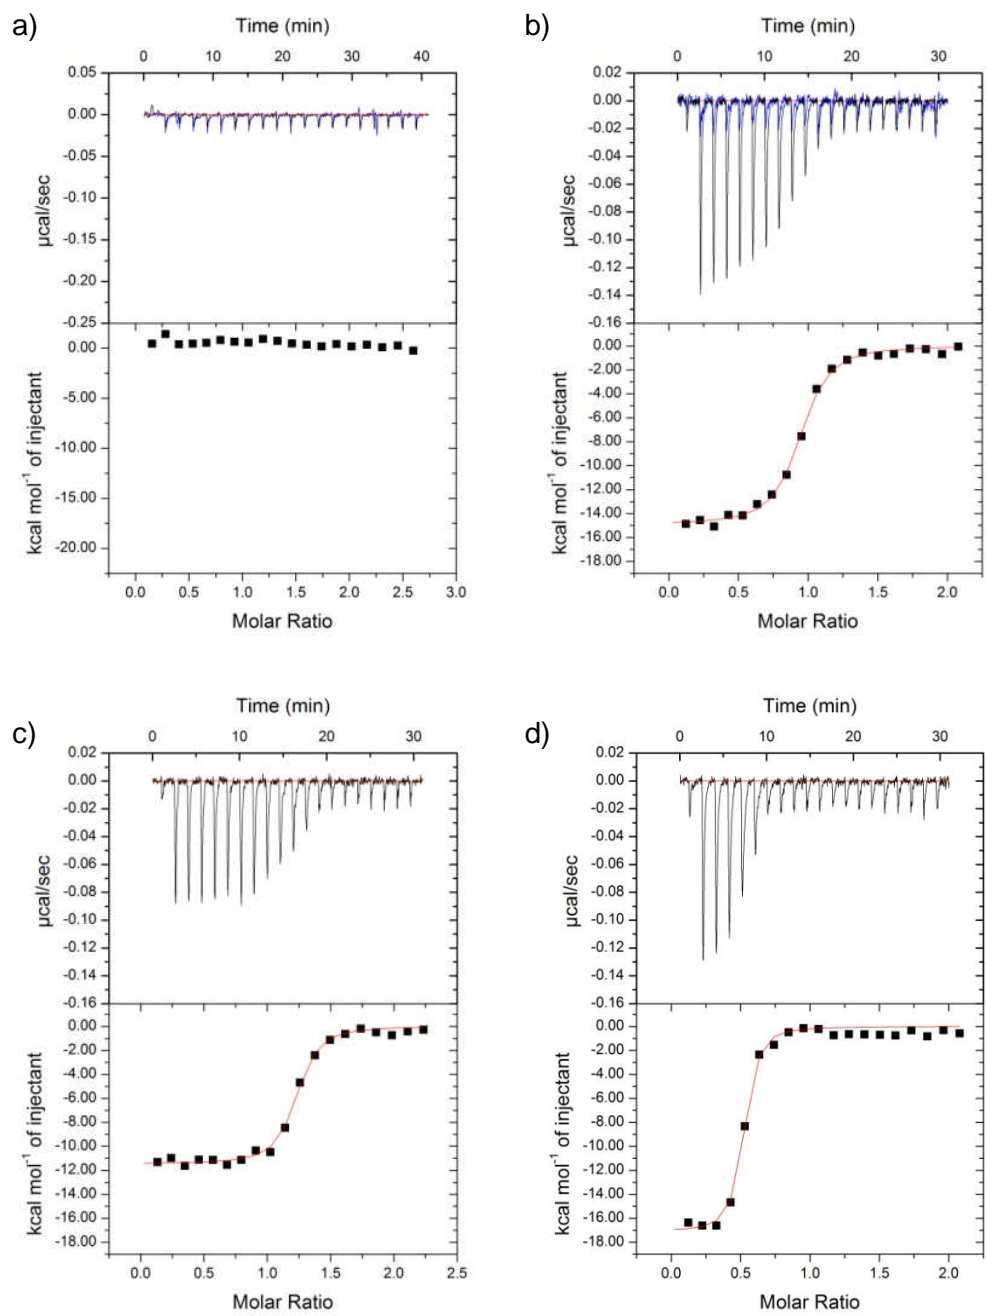 a)
Time (min)
0 10 20 30 40
0.05
0.00
-0.05
-0.10
-0.15
-0.20
-0.25
µcal/sec
0.00
-5.00
-10.00
-15.00
-20.00
kcal mol⁻¹ of injectant
0.0 0.5 1.0 1.5 2.0 2.5 3.0
Molar Ratio
b)
Time (min)
0 10 20 30
0.02
0.00
-0.02
-0.04
-0.06
-0.08
-0.10
-0.12
-0.14
-0.16
µcal/sec
0.00
-2.00
-4.00
-6.00
-8.00
-10.00
-12.00
-14.00
-16.00
-18.00
kcal mol⁻¹ of injectant
0.0 0.5 1.0 1.5 2.0
Molar Ratio
c)
Time (min)
0 10 20 30
0.02
0.00
-0.02
-0.04
-0.06
-0.08
-0.10
-0.12
-0.14
-0.16
µcal/sec
0.00
-2.00
-4.00
-6.00
-8.00
-10.00
-12.00
-14.00
-16.00
-18.00
kcal mol⁻¹ of injectant
0.0 0.5 1.0 1.5 2.0 2.5
Molar Ratio
d)
Time (min)
0 10 20 30
0.02
0.00
-0.02
-0.04
-0.06
-0.08
-0.10
-0.12
-0.14
-0.16
µcal/sec
0.00
-2.00
-4.00
-6.00
-8.00
-10.00
-12.00
-14.00
-16.00
-18.00
kcal mol⁻¹ of injectant
0.0 0.5 1.0 1.5 2.0
Molar Ratio